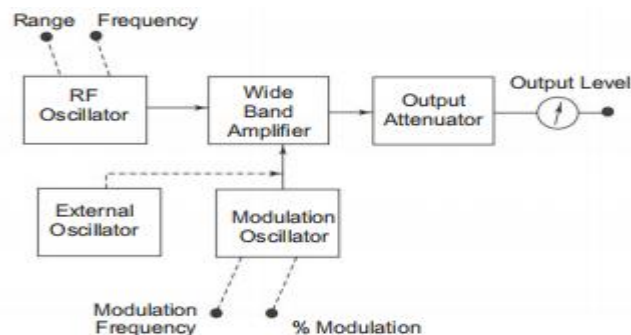 Range Frequency
RF
Oscillator
Wide
Band
Amplifier
Output
Attenuator
Output Level
External
Oscillator
Modulation
Oscillator
Modulation
Frequency
% Modulation